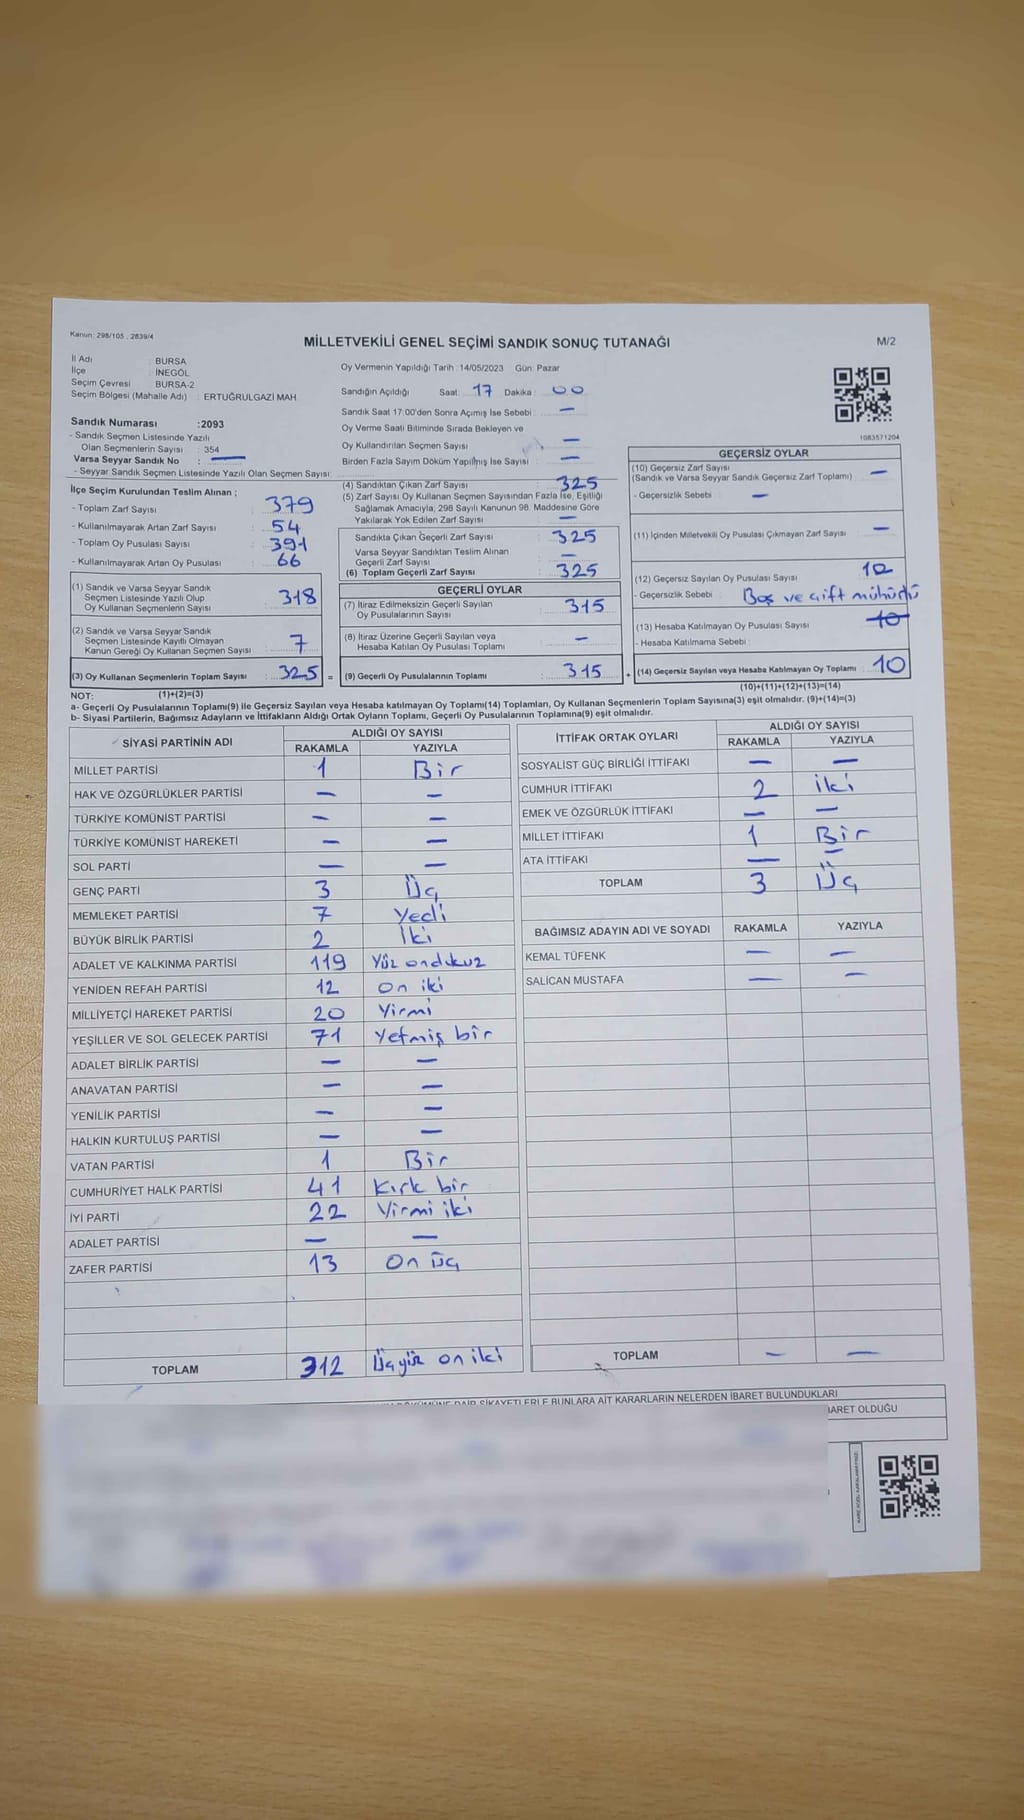 Kanun: 298/105 , 2839/4
MİLLETVEKİLİ GENEL SEÇİMİ SANDIK SONUÇ TUTANAĞI
M/2
İl Adı : BURSA
İlçe : İNEGÖL
Seçim Çevresi : BURSA-2
Seçim Bölgesi (Mahalle Adı) : ERTUĞRULGAZİ MAH.
Sandık Numarası :2093
- Sandık Seçmen Listesinde Yazılı
Olan Seçmenlerin Sayısı : 354
Varsa Seyyar Sandık No : —
- Seyyar Sandık Seçmen Listesinde Yazılı Olan Seçmen Sayısı:
İlçe Seçim Kurulundan Teslim Alınan ;
- Toplam Zarf Sayısı : 379
- Kullanılmayarak Artan Zarf Sayısı : 54
- Toplam Oy Pusulası Sayısı : 391
- Kullanılmayarak Artan Oy Pusulası : 66
(1) Sandık ve Varsa Seyyar Sandık
Seçmen Listesinde Yazılı Olup
Oy Kullanan Seçmenlerin Sayısı : 318
(2) Sandık ve Varsa Seyyar Sandık
Seçmen Listesinde Kayıtlı Olmayan
Kanun Gereği Oy Kullanan Seçmen Sayısı : 7
(3) Oy Kullanan Seçmenlerin Toplam Sayısı : 325 =
Oy Vermenin Yapıldığı Tarih : 14/05/2023 Gün: Pazar
Sandığın Açıldığı Saat: 17 Dakika : 00
Sandık Saat 17:00'den Sonra Açımış İse Sebebi : —
Oy Verme Saati Bitiminde Sırada Bekleyen ve
Oy Kullandırılan Seçmen Sayısı : —
Birden Fazla Sayım Döküm Yapılmış İse Sayısı : —
(4) Sandıktan Çıkan Zarf Sayısı : 325
(5) Zarf Sayısı Oy Kullanan Seçmen Sayısından Fazla İse, Eşitliği
Sağlamak Amacıyla, 298 Sayılı Kanunun 98. Maddesine Göre
Yakılarak Yok Edilen Zarf Sayısı : —
Sandıkta Çıkan Geçerli Zarf Sayısı : 325
Varsa Seyyar Sandıktan Teslim Alınan
Geçerli Zarf Sayısı : —
(6) Toplam Geçerli Zarf Sayısı : 325
GEÇERLİ OYLAR
(7) İtiraz Edilmeksizin Geçerli Sayılan
Oy Pusulalarının Sayısı : 315
(8) İtiraz Üzerine Geçerli Sayılan veya
Hesaba Katılan Oy Pusulası Toplamı : —
(9) Geçerli Oy Pusulalarının Toplamı : 315 +
1083571204
GEÇERSİZ OYLAR
(10) Geçersiz Zarf Sayısı
(Sandık ve Varsa Seyyar Sandık Geçersiz Zarf Toplamı) : —
- Geçersizlik Sebebi : —
(11) İçinden Milletvekili Oy Pusulası Çıkmayan Zarf Sayısı : —
(12) Geçersiz Sayılan Oy Pusulası Sayısı : 10
- Geçersizlik Sebebi : Boş ve çift mühürlü
(13) Hesaba Katılmayan Oy Pusulası Sayısı : 10
- Hesaba Katılmama Sebebi :
(14) Geçersiz Sayılan veya Hesaba Katılmayan Oy Toplamı : 10
NOT: (1)+(2)=(3)
(10)+(11)+(12)+(13)=(14)
a- Geçerli Oy Pusulalarının Toplamı(9) ile Geçersiz Sayılan veya Hesaba katılmayan Oy Toplamı(14) Toplamları, Oy Kullanan Seçmenlerin Toplam Sayısına(3) eşit olmalıdır. (9)+(14)=(3)
b- Siyasi Partilerin, Bağımsız Adayların ve İttifakların Aldığı Ortak Oyların Toplamı, Geçerli Oy Pusulalarının Toplamına(9) eşit olmalıdır.
SİYASİ PARTİNİN ADI ALDIĞI OY SAYISI
RAKAMLA YAZIYLA
MİLLET PARTİSİ 1 Bir
HAK VE ÖZGÜRLÜKLER PARTİSİ — —
TÜRKİYE KOMÜNİST PARTİSİ — —
TÜRKİYE KOMÜNİST HAREKETİ — —
SOL PARTİ — —
GENÇ PARTİ 3 Üç
MEMLEKET PARTİSİ 7 Yedi
BÜYÜK BİRLİK PARTİSİ 2 İki
ADALET VE KALKINMA PARTİSİ 119 Yüz ondokuz
YENİDEN REFAH PARTİSİ 12 On iki
MİLLİYETÇİ HAREKET PARTİSİ 20 Yirmi
YEŞİLLER VE SOL GELECEK PARTİSİ 71 Yetmiş bir
ADALET BİRLİK PARTİSİ — —
ANAVATAN PARTİSİ — —
YENİLİK PARTİSİ — —
HALKIN KURTULUŞ PARTİSİ — —
VATAN PARTİSİ 1 Bir
CUMHURİYET HALK PARTİSİ 41 Kırk bir
İYİ PARTİ 22 Yirmi iki
ADALET PARTİSİ — —
ZAFER PARTİSİ 13 On üç
TOPLAM 312 Üçyüz on iki
İTTİFAK ORTAK OYLARI ALDIĞI OY SAYISI
RAKAMLA YAZIYLA
SOSYALİST GÜÇ BİRLİĞİ İTTİFAKI — —
CUMHUR İTTİFAKI 2 İki
EMEK VE ÖZGÜRLÜK İTTİFAKI — —
MİLLET İTTİFAKI 1 Bir
ATA İTTİFAKI — —
TOPLAM 3 Üç
BAĞIMSIZ ADAYIN ADI VE SOYADI RAKAMLA YAZIYLA
KEMAL TÜFENK — —
SALİCAN MUSTAFA — —
TOPLAM — —
ŞİKAYETLERLE BUNLARA AİT KARARLARIN NELERDEN İBARET BULUNDUKLARI
İBARET OLDUĞU